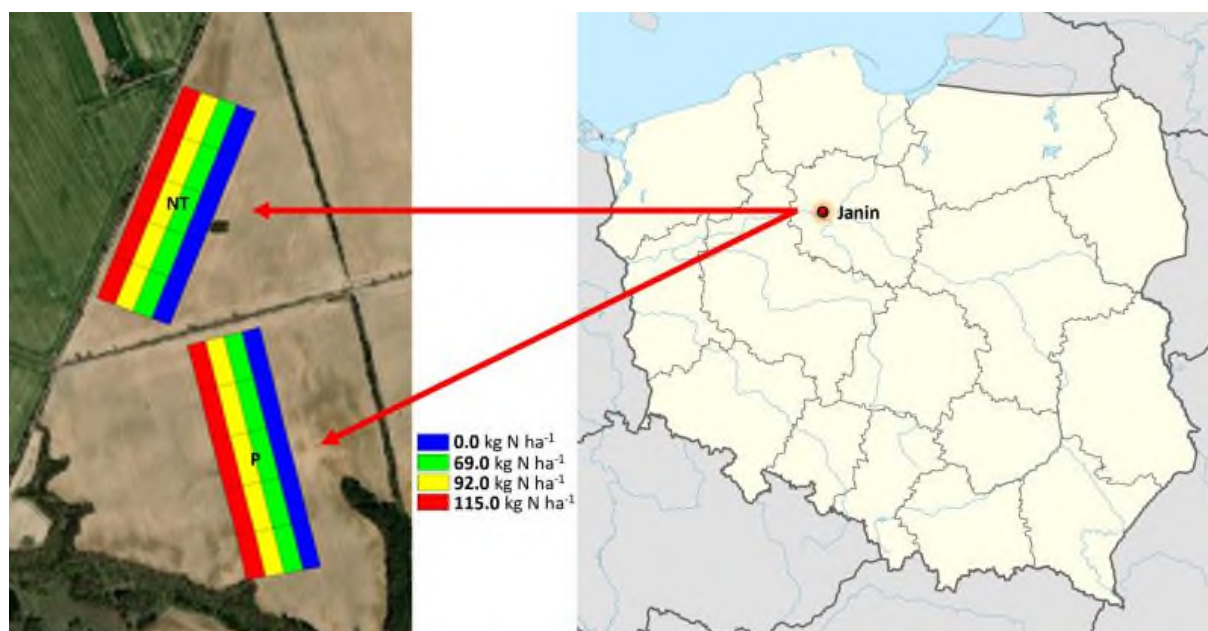 NT
Janin
P
0.0 kg N ha⁻¹
69.0 kg N ha⁻¹
92.0 kg N ha⁻¹
115.0 kg N ha⁻¹